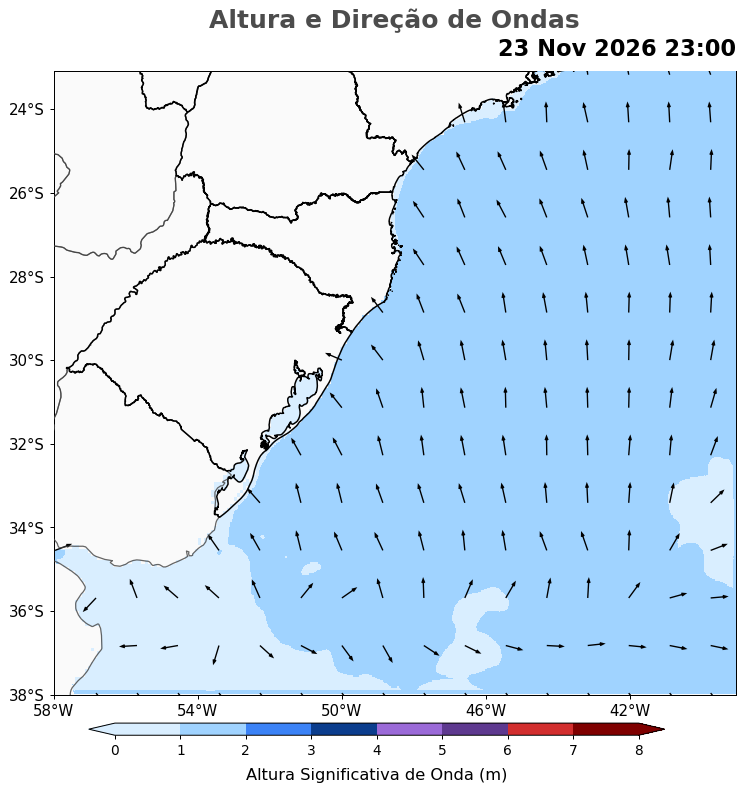 Altura e Direção de Ondas
23 Nov 2026 23:00
24°S
26°S
28°S
30°S
32°S
34°S
36°S
38°S
58°W 54°W 50°W 46°W 42°W
0 1 2 3 4 5 6 7 8
Altura Significativa de Onda (m)